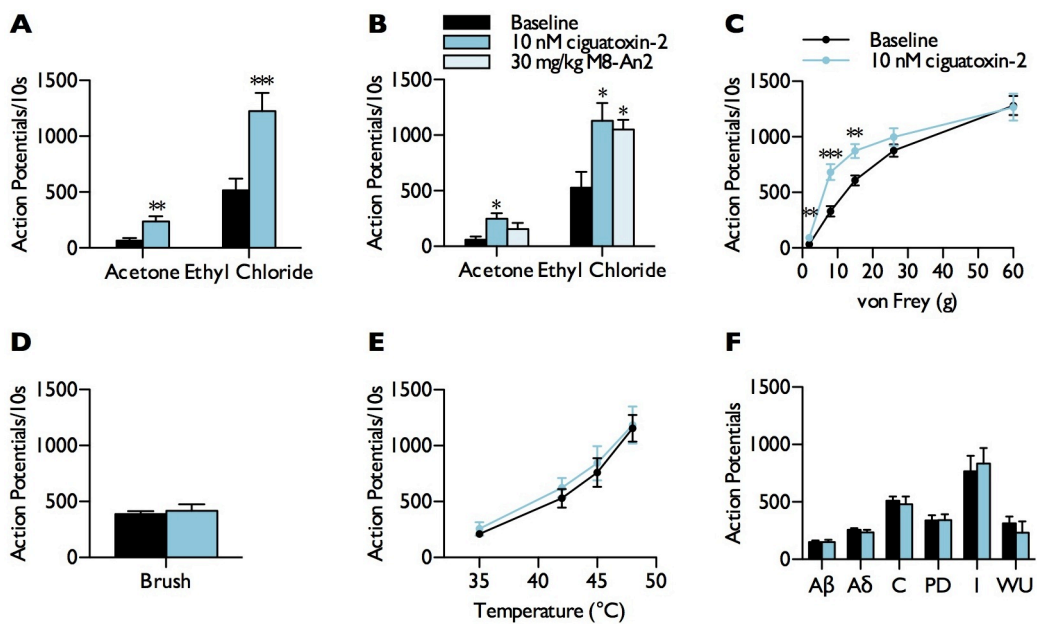 A
Action Potentials/10s
1500
1000
500
0
**
***
Acetone Ethyl Chloride
B
Baseline
10 nM ciguatoxin-2
30 mg/kg M8-An2
Action Potentials/10s
1500
1000
500
0
*
*
*
Acetone Ethyl Chloride
C
Baseline
10 nM ciguatoxin-2
Action Potentials/10s
1500
1000
500
0
**
***
**
0 10 20 30 40 50 60
von Frey (g)
D
Action Potentials/10s
1500
1000
500
0
Brush
E
Action Potentials/10s
1500
1000
500
0
35 40 45 50
Temperature (°C)
F
Action Potentials
1500
1000
500
0
Aβ Aδ C PD I WU